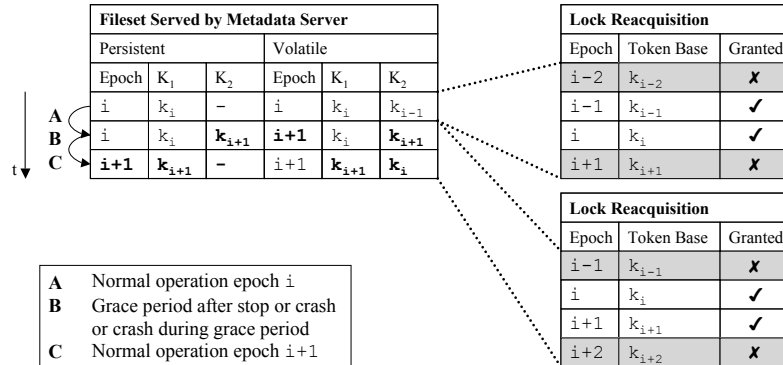 Fileset Served by Metadata Server
Persistent Volatile
Epoch K₁ K₂ Epoch K₁ K₂
A i kᵢ – i kᵢ kᵢ₋₁
B i kᵢ kᵢ₊₁ i+1 kᵢ kᵢ₊₁
C i+1 kᵢ₊₁ – i+1 kᵢ₊₁ kᵢ
t
Lock Reacquisition
Epoch Token Base Granted
i-2 kᵢ₋₂ ✗
i-1 kᵢ₋₁ ✓
i kᵢ ✓
i+1 kᵢ₊₁ ✗
Lock Reacquisition
Epoch Token Base Granted
i-1 kᵢ₋₁ ✗
i kᵢ ✓
i+1 kᵢ₊₁ ✓
i+2 kᵢ₊₂ ✗
A Normal operation epoch i
B Grace period after stop or crash
or crash during grace period
C Normal operation epoch i+1